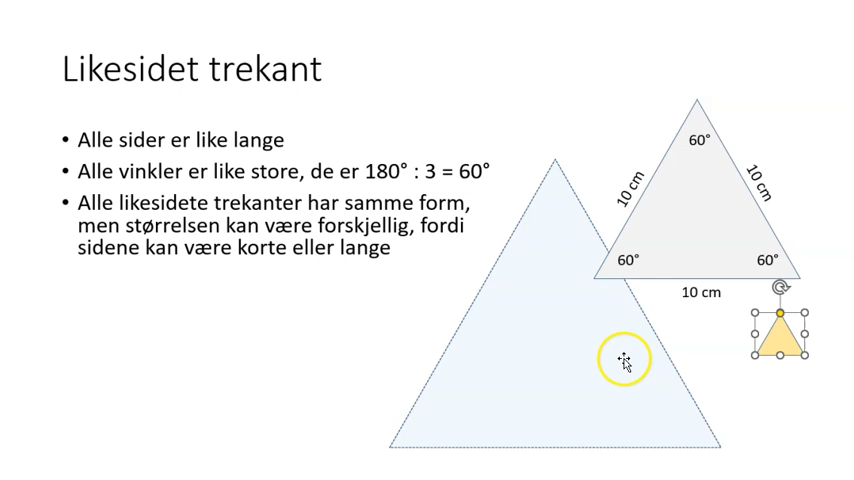 Likesidet trekant
• Alle sider er like lange
• Alle vinkler er like store, de er 180° : 3 = 60°
• Alle likesidete trekanter har samme form,
men størrelsen kan være forskjellig, fordi
sidene kan være korte eller lange
60°
10 cm
10 cm
60°
60°
10 cm